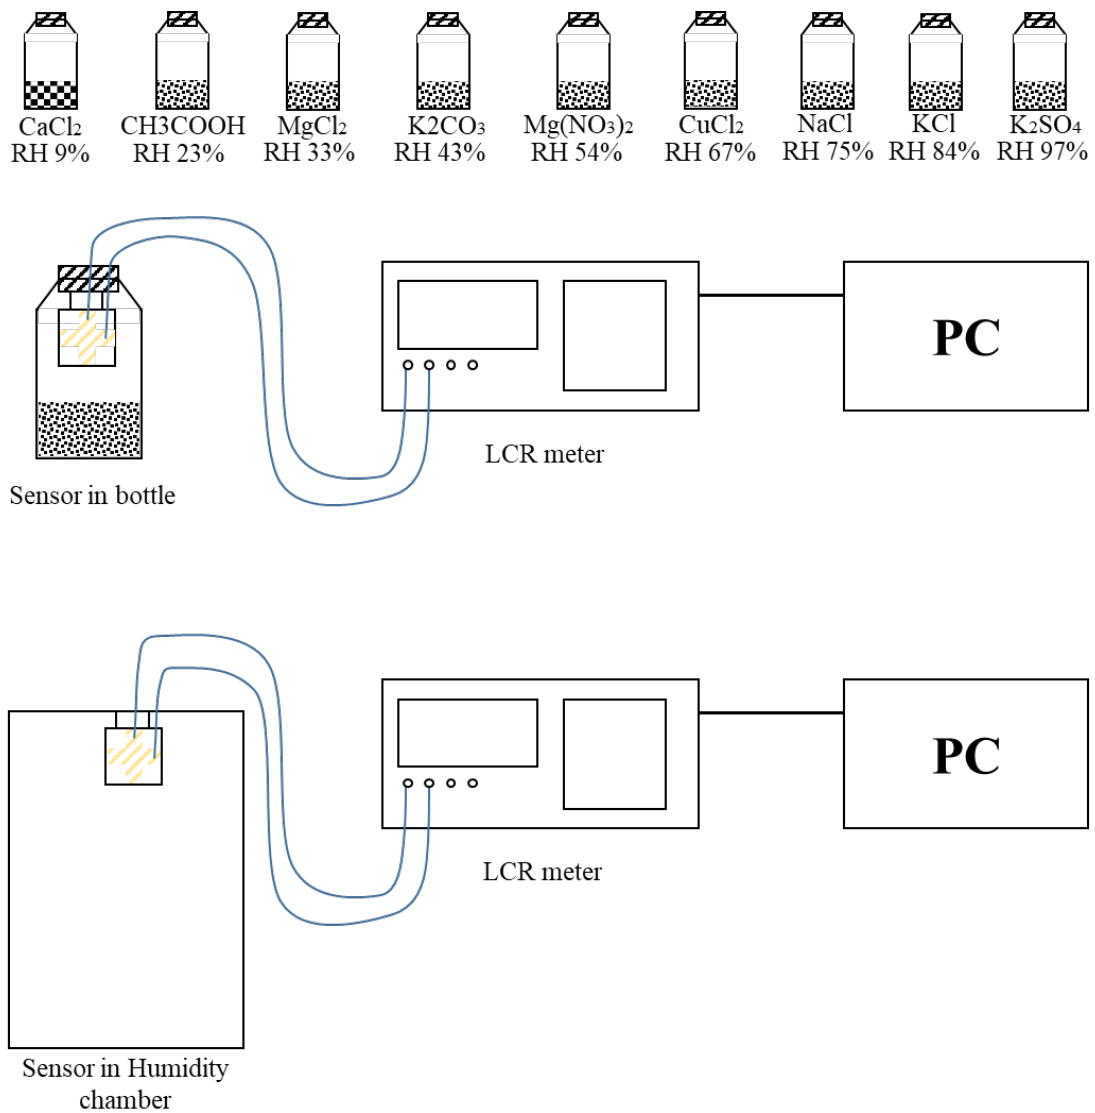 CaCl₂ CH3COOH MgCl₂ K2CO₃ Mg(NO₃)₂ CuCl₂ NaCl KCl K₂SO₄
RH 9% RH 23% RH 33% RH 43% RH 54% RH 67% RH 75% RH 84% RH 97%
PC
LCR meter
Sensor in bottle
PC
LCR meter
Sensor in Humidity
chamber